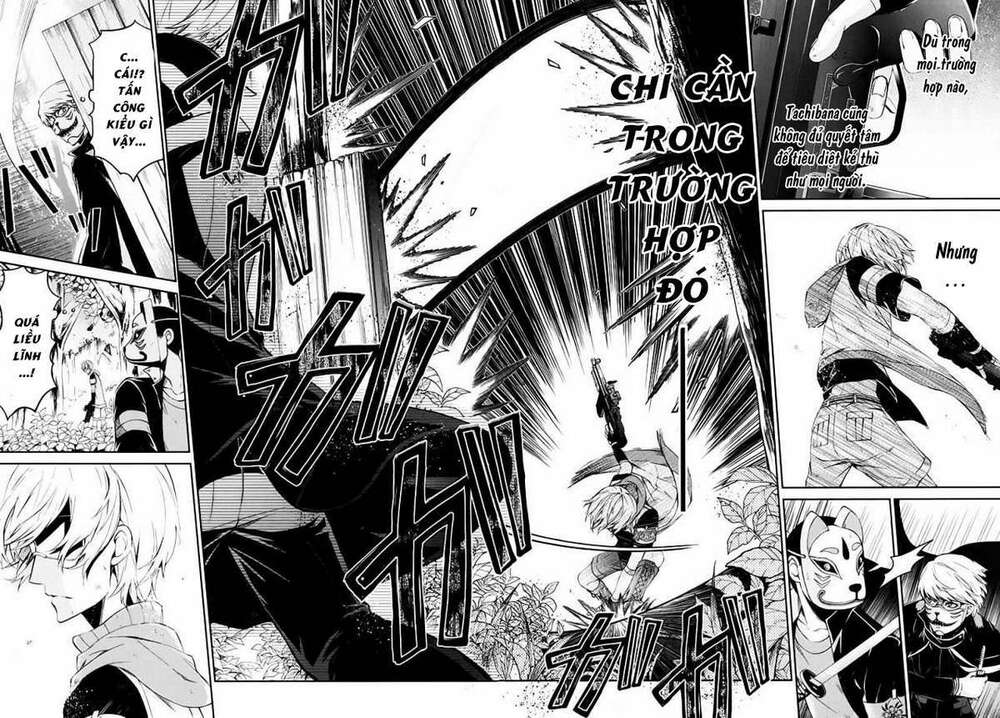 Dù trong
mọi trường
hợp nào,
Tachibana cũng
không đủ quyết tâm
để tiêu diệt kẻ thù
như mọi người.
Nhưng
...
CHỈ CẦN
TRONG
TRƯỜNG
HỢP
ĐÓ
C...
CÁI!?
TẤN
CÔNG
KIỂU GÌ
VẬY...
QUÁ
LIỀU
LĨNH
...!